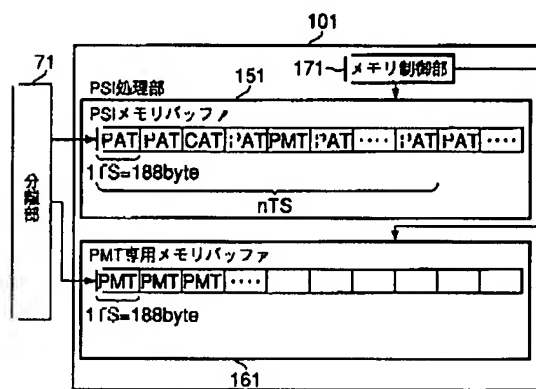 101
71
171
メモリ制御部
151
PSI処理部
PSIメモリバッファ
PAT PAT CAT PAT PMT PAT ‥‥ PAT PAT ‥‥
1TS=188byte
nTS
分離部
PMT専用メモリバッファ
PMT PMT PMT ‥‥
1TS=188byte
161